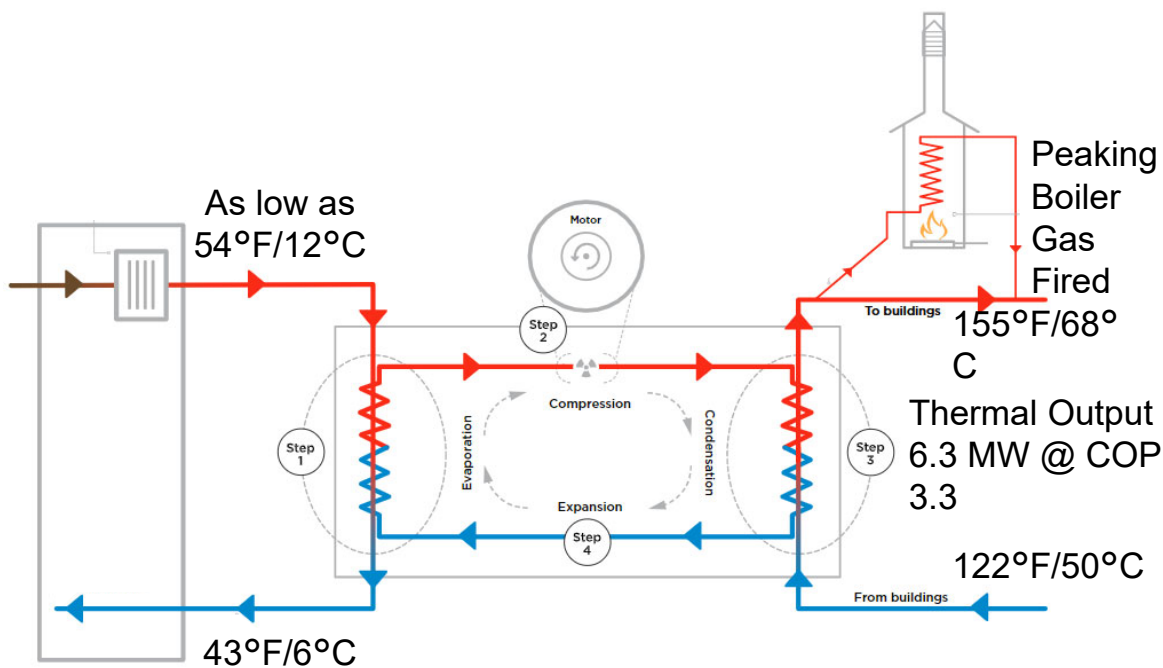 As low as
54°F/12°C
Motor
Peaking
Boiler
Gas
Fired
To buildings
155°F/68°
C
Step
2
Compression
Step
1
Evaporation
Condensation
Step
3
Thermal Output
6.3 MW @ COP
3.3
Expansion
Step
4
122°F/50°C
From buildings
43°F/6°C